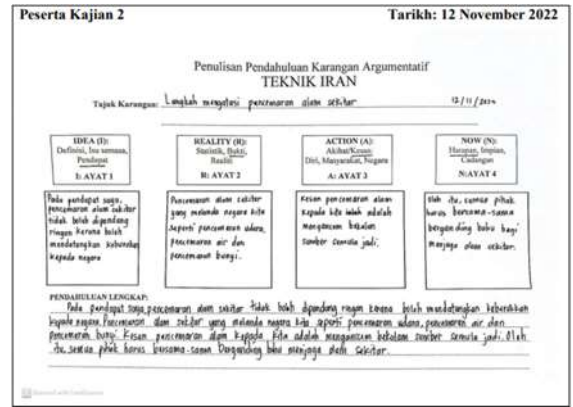 Peserta Kajian 2
Tarikh: 12 November 2022
Penulisan Pendahuluan Karangan Argumentatif
TEKNIK IRAN
Tajuk Karangan: Langkah mengatasi pencemaran alam sekitar
IDEA (I):
Definisi, Isu semasa,
Pendapat
I: AYAT 1
REALITY (R):
Statistik, Bukti,
Realiti
R: AYAT 2
ACTION (A):
Akibat/Kesan:
Diri, Masyarakat, Negara
A: AYAT 3
NOW (N):
Harapan, Impian,
Cadangan
N:AYAT 4
Pada pendapat saya,
pencemaran alam sekitar
tidak boleh dipandang
ringan kerana boleh
mendatangkan
kepada negara
Pencemaran alam sekitar
yang melanda negara kita
seperti pencemaran udara,
pencemaran air dan
pencemaran bunyi.
Kesan pencemaran alam
kepada kita adalah
mengancam bekalan
sumber semula jadi.
Oleh itu, semua pihak
harus bersama-sama
berganding bahu bagi
menjaga alam sekitar.
PENDAHULUAN LENGKAP:
Pada pendapat saya pencemaran alam sekitar tidak boleh dipandang ringan kerana boleh mendatangkan
kepada negara. Pencemaran alam sekitar yang melanda negara kita seperti pencemaran udara, pencemaran air dan
pencemaran bunyi. Kesan pencemaran alam kepada kita adalah mengancam bekalan sumber semula jadi. Oleh
itu, semua pihak harus bersama-sama berganding bahu menjaga alam sekitar.